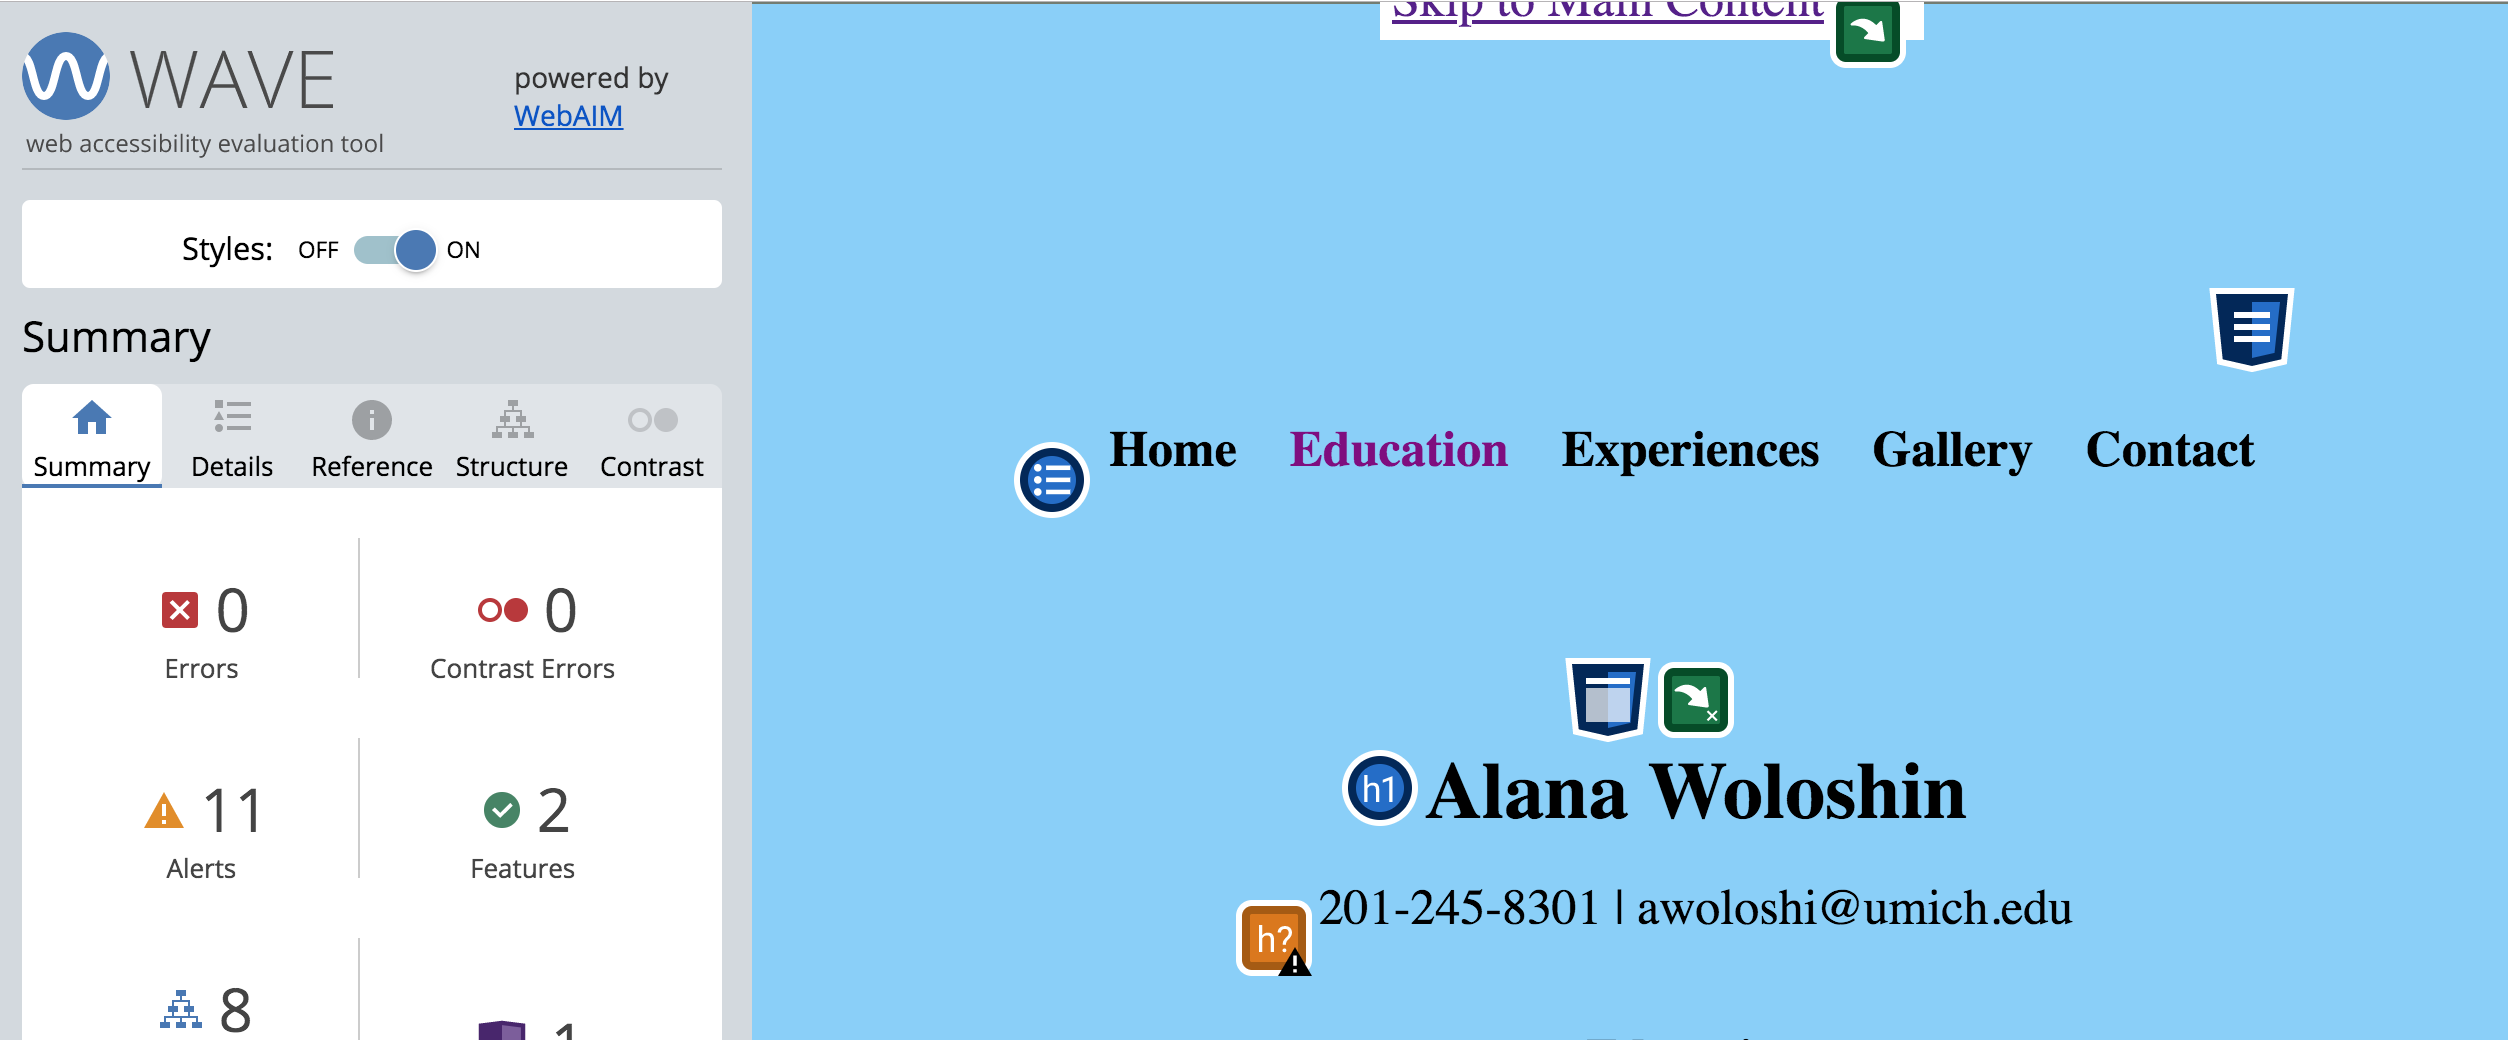 WAVE
powered by
WebAIM
web accessibility evaluation tool
Styles: OFF ON
Summary
Summary Details Reference Structure Contrast
0 0
Errors Contrast Errors
11 2
Alerts Features
8 1
Skip to Main Content
Home Education Experiences Gallery Contact
h1 Alana Woloshin
h? 201-245-8301 | awoloshi@umich.edu